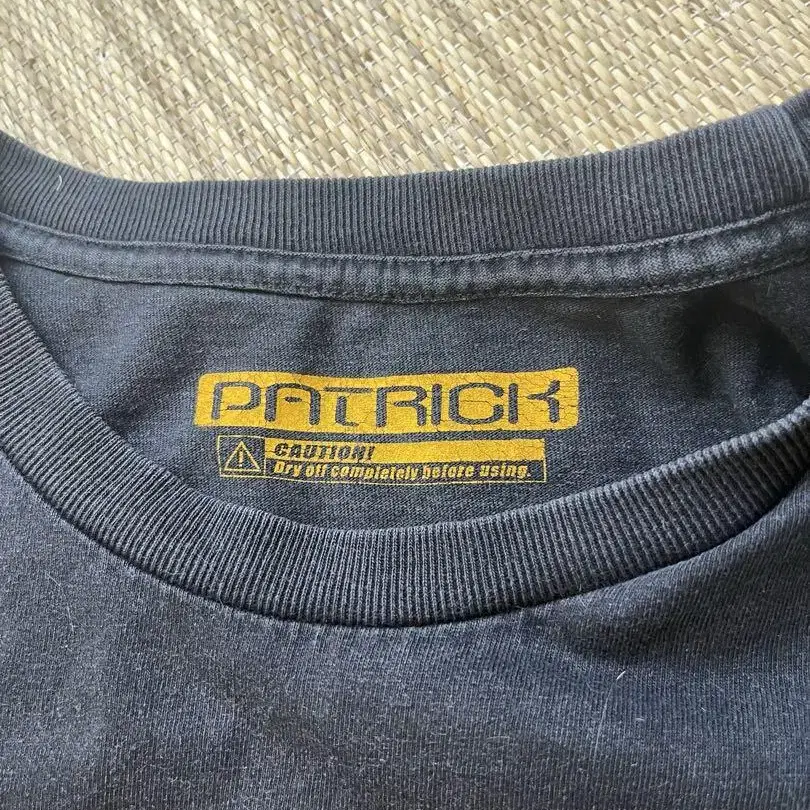 PATRICK
CAUTION!
Dry off completely before using.